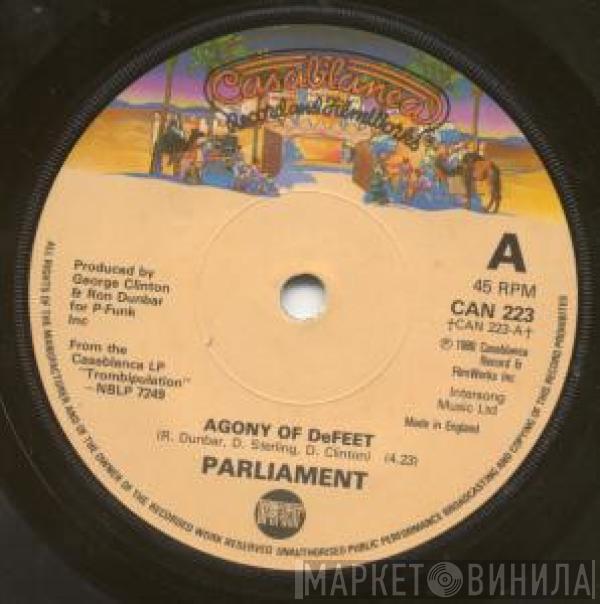 Casablanca
Record and FilmWorks
A
45 RPM
CAN 223
†CAN 223-A†
℗ 1980 Casablanca
Record &
FilmWorks Inc
Intersong
Music Ltd
Made in England
Produced by
George Clinton
& Ron Dunbar
for P-Funk
Inc
From the
Casablanca LP
"Trombipulation"
—NBLP 7249
AGONY OF DeFEET
(R. Dunbar, D. Sterling, D. Clinton) (4.23)
PARLIAMENT
ALL RIGHTS OF THE MANUFACTURER AND OF THE OWNER OF THE RECORDED WORK RESERVED UNAUTHORISED PUBLIC PERFORMANCE BROADCASTING AND COPYING OF THIS RECORD PROHIBITED
МАРКЕТ ВИНИЛА